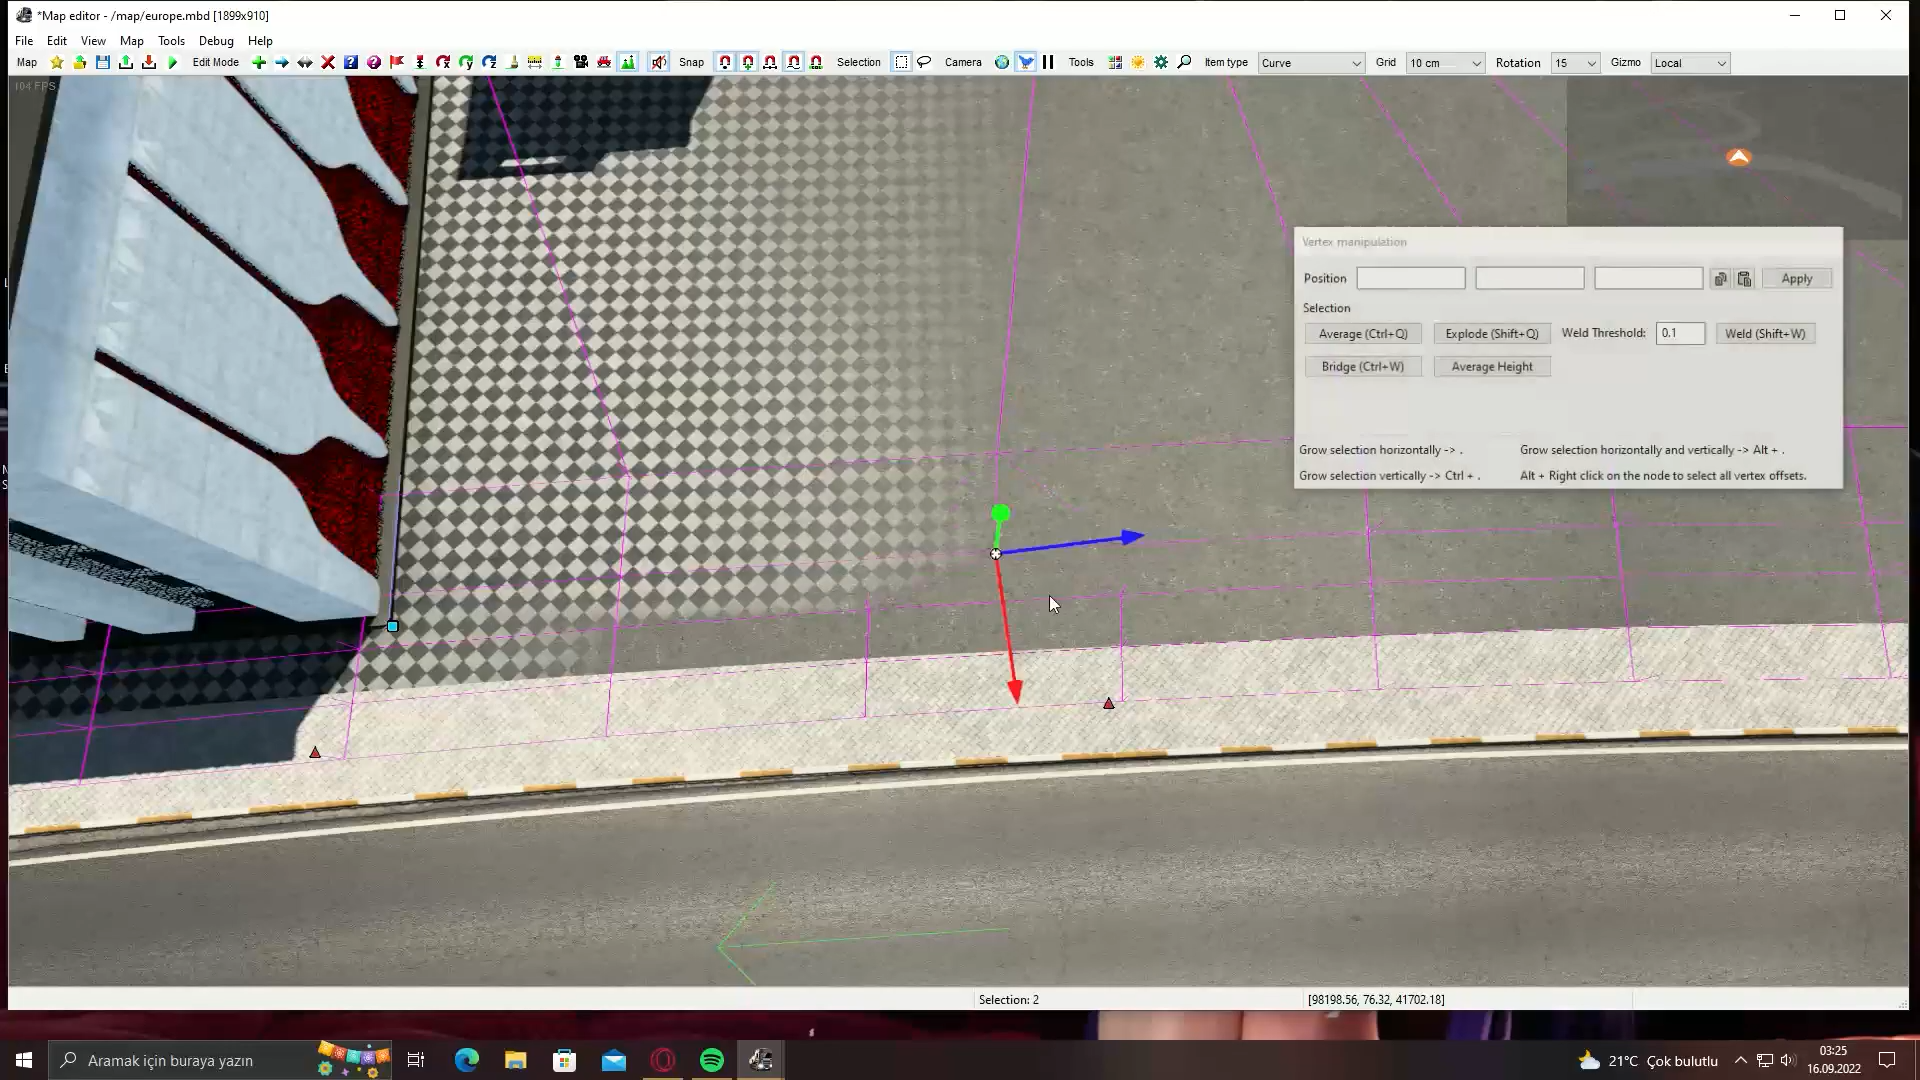 *Map editor - /map/europe.mbd [1899x910]
File Edit View Map Tools Debug Help
Map Edit Mode Snap Selection Camera Tools Item type Curve Grid 10 cm Rotation 15 Gizmo Local
104 FPS
Vertex manipulation
Position Apply
Selection
Average (Ctrl+Q) Explode (Shift+Q) Weld Threshold: 0.1 Weld (Shift+W)
Bridge (Ctrl+W) Average Height
Grow selection horizontally -> . Grow selection horizontally and vertically -> Alt + .
Grow selection vertically -> Ctrl + . Alt + Right click on the node to select all vertex offsets.
Selection: 2 [98198.56, 76.32, 41702.18]
Aramak için buraya yazın 21°C Çok bulutlu 03:25
16.09.2022